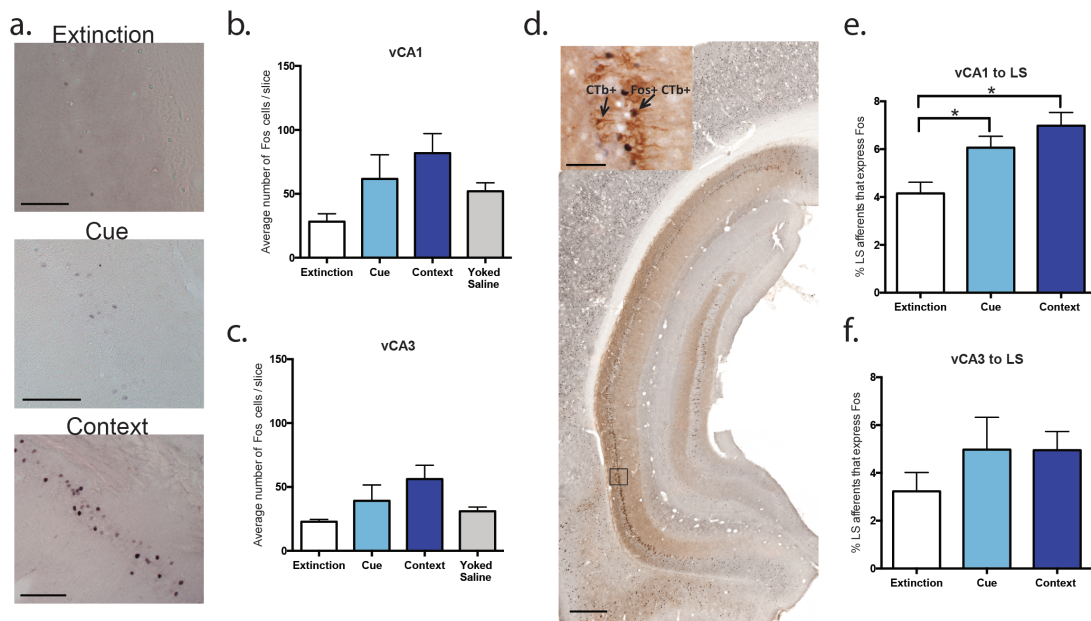 a.
Extinction
Cue
Context
b.
vCA1
Average number of Fos cells / slice
150
100
50
0
Extinction
Cue
Context
Yoked
Saline
c.
vCA3
Average number of Fos cells / slice
150
100
50
0
Extinction
Cue
Context
Yoked
Saline
d.
CTb+
Fos+ CTb+
e.
vCA1 to LS
% LS afferents that express Fos
8
6
4
2
0
*
*
Extinction
Cue
Context
f.
vCA3 to LS
% LS afferents that express Fos
8
6
4
2
0
Extinction
Cue
Context